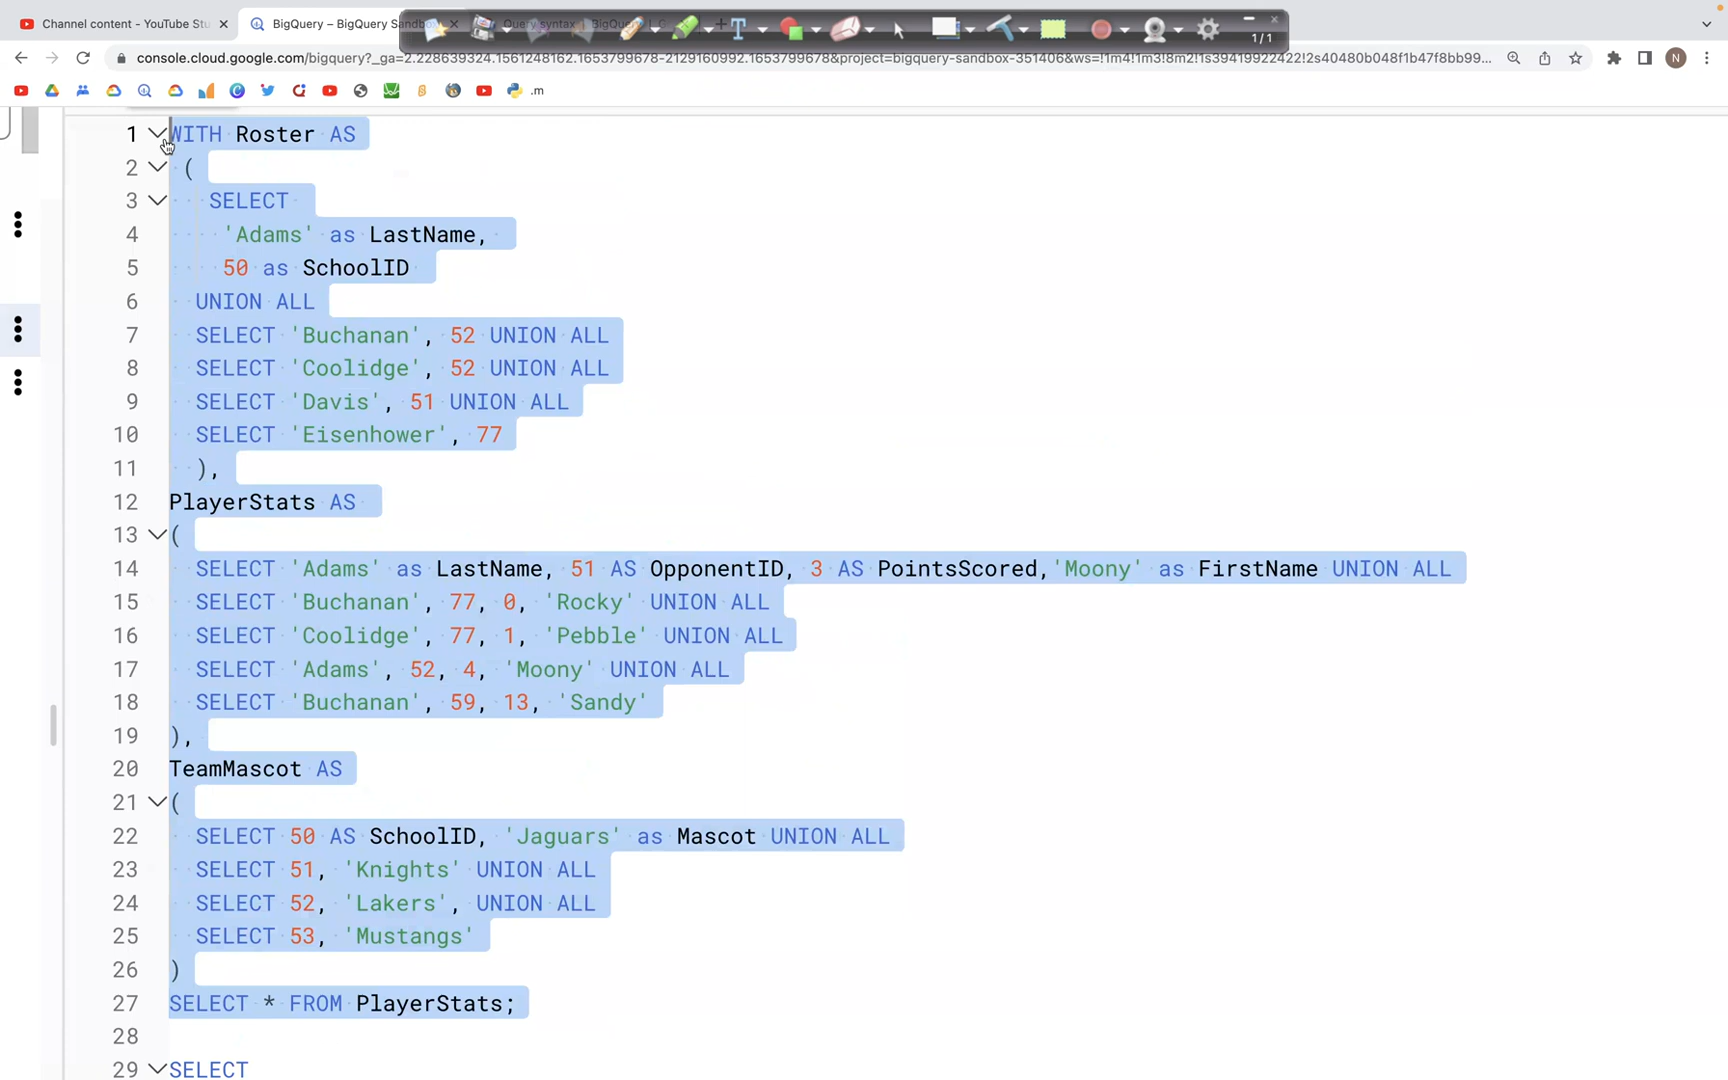 Channel content - YouTube St
BigQuery – BigQuery Sandbo
Query syntax | BigQuery | G
1/1
console.cloud.google.com/bigquery?_ga=2.228639324.1561248162.1653799678-2129160992.1653799678&project=bigquery-sandbox-351406&ws=!1m4!1m3!8m2!1s39419922422!2s40480b048f1b47f8bb99...
N
.m
1 WITH Roster AS
2 (
3 SELECT
4 'Adams' as LastName,
5 50 as SchoolID
6 UNION ALL
7 SELECT 'Buchanan', 52 UNION ALL
8 SELECT 'Coolidge', 52 UNION ALL
9 SELECT 'Davis', 51 UNION ALL
10 SELECT 'Eisenhower', 77
11 ),
12 PlayerStats AS
13 (
14 SELECT 'Adams' as LastName, 51 AS OpponentID, 3 AS PointsScored,'Moony' as FirstName UNION ALL
15 SELECT 'Buchanan', 77, 0, 'Rocky' UNION ALL
16 SELECT 'Coolidge', 77, 1, 'Pebble' UNION ALL
17 SELECT 'Adams', 52, 4, 'Moony' UNION ALL
18 SELECT 'Buchanan', 59, 13, 'Sandy'
19 ),
20 TeamMascot AS
21 (
22 SELECT 50 AS SchoolID, 'Jaguars' as Mascot UNION ALL
23 SELECT 51, 'Knights' UNION ALL
24 SELECT 52, 'Lakers', UNION ALL
25 SELECT 53, 'Mustangs'
26 )
27 SELECT * FROM PlayerStats;
28
29 SELECT